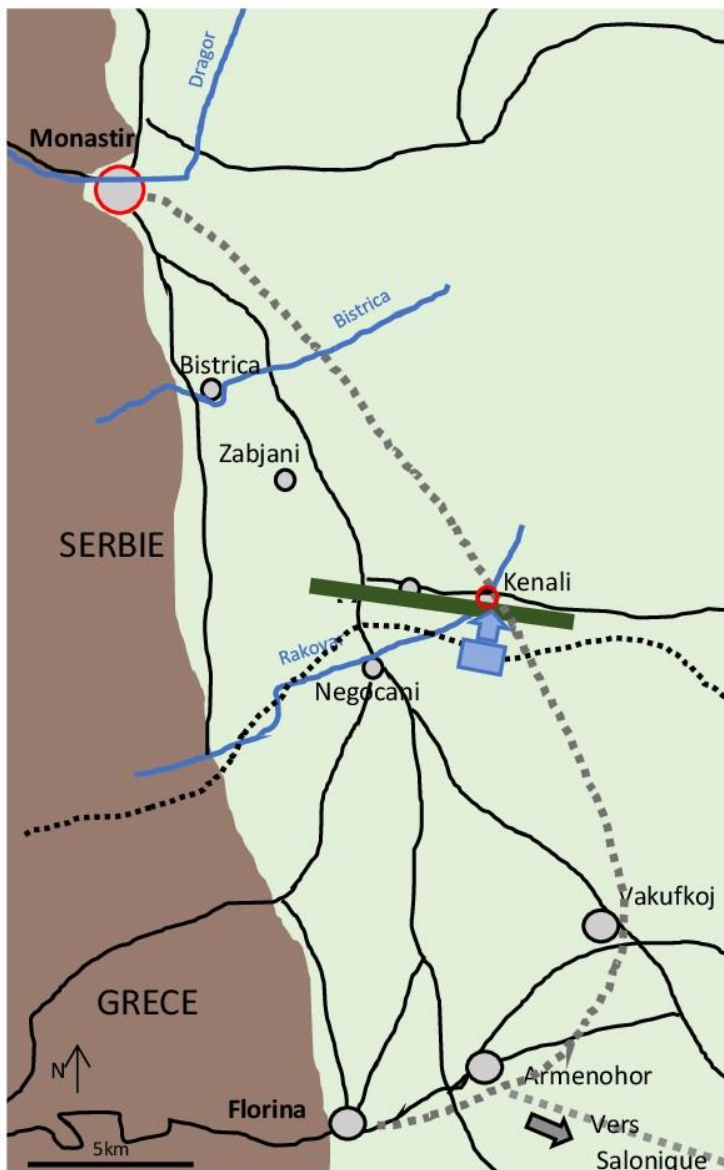 Dragor
Monastir
Bistrica
Bistrica
Zabjani
SERBIE
Kenali
Rakova
Negocani
Vakufkoj
GRECE
N
Armenohor
Florina
Vers
Salonique
5km